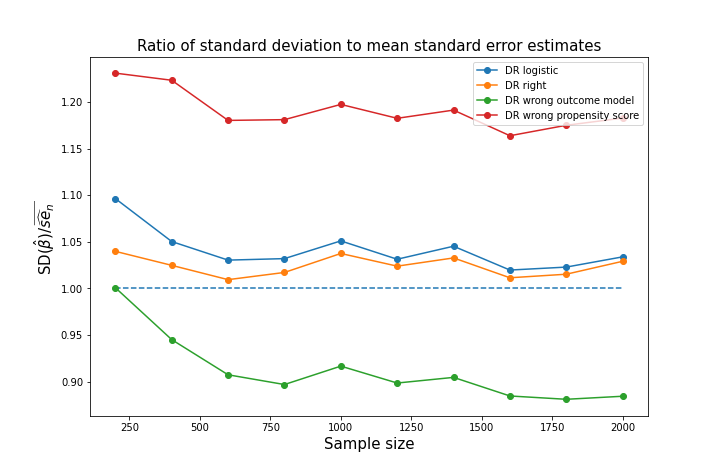 Ratio of standard deviation to mean standard error estimates
DR logistic
DR right
DR wrong outcome model
DR wrong propensity score
1.20
1.15
1.10
1.05
1.00
0.95
0.90
SD(β̂)/s̅e̅̂ₙ
250 500 750 1000 1250 1500 1750 2000
Sample size